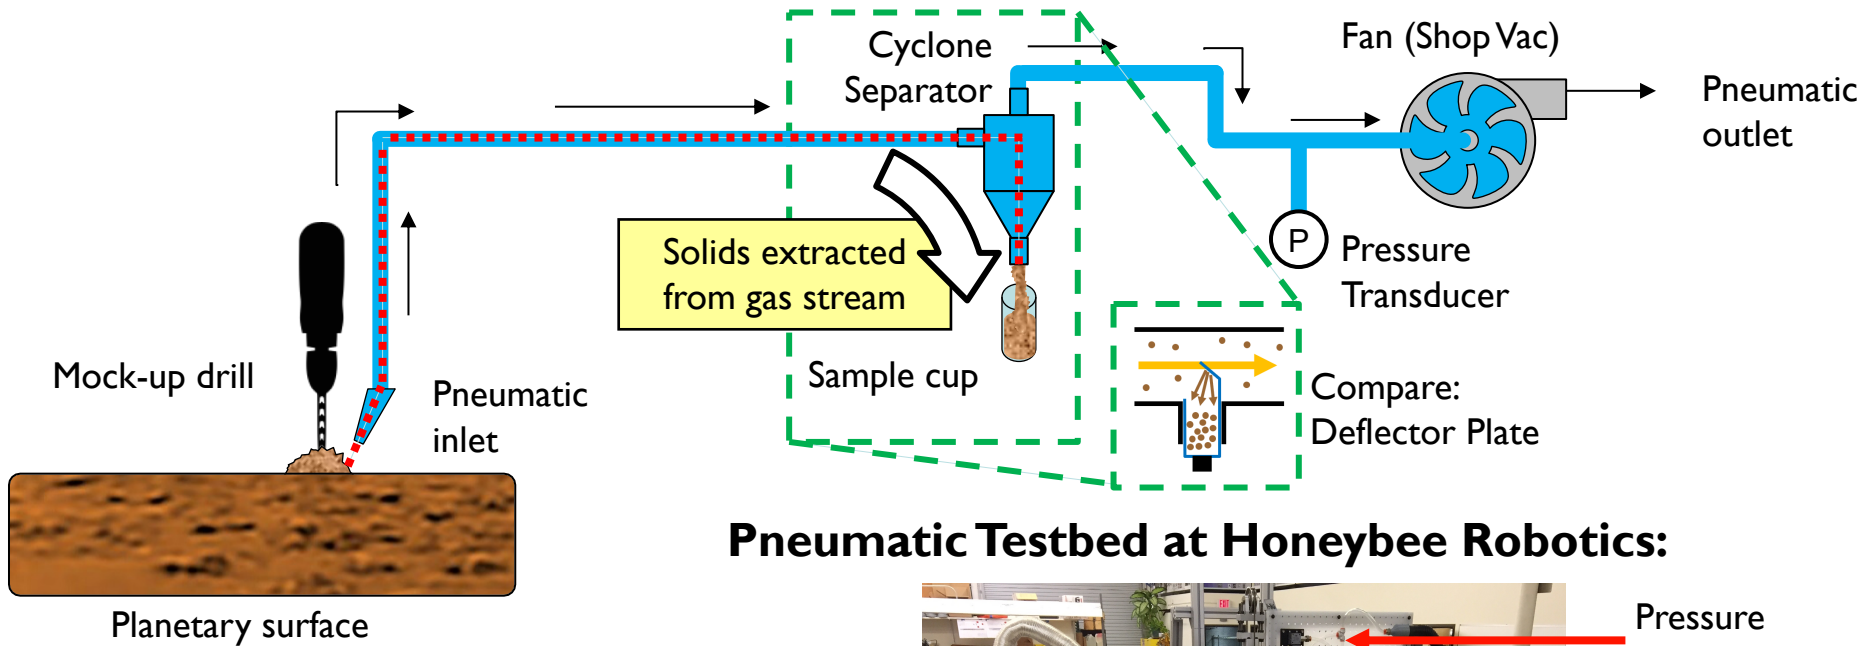 Cyclone
Separator
Fan (Shop Vac)
Pneumatic
outlet
Solids extracted
from gas stream
P
Pressure
Transducer
Mock-up drill
Pneumatic
inlet
Sample cup
Compare:
Deflector Plate
Planetary surface
Pneumatic Testbed at Honeybee Robotics:
EXIT
Pressure